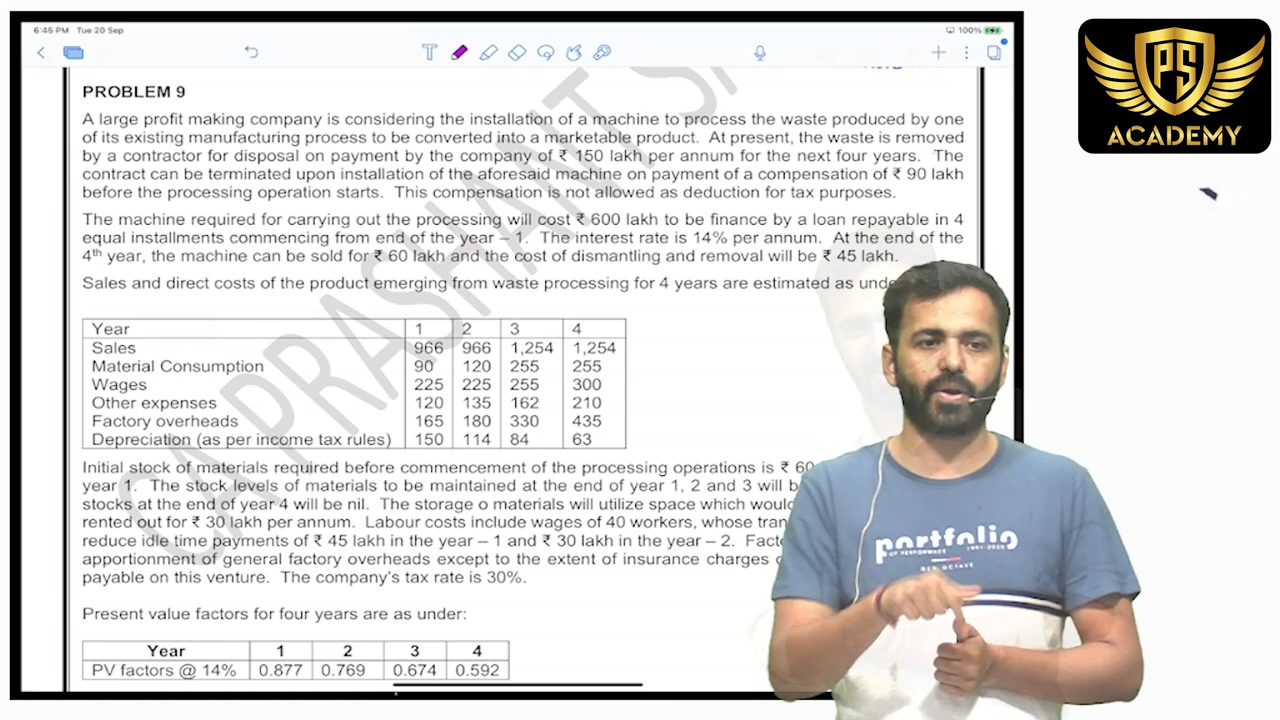 6:45 PM Tue 20 Sep
100%
PS
ACADEMY
PROBLEM 9
A large profit making company is considering the installation of a machine to process the waste produced by one
of its existing manufacturing process to be converted into a marketable product. At present, the waste is removed
by a contractor for disposal on payment by the company of ₹ 150 lakh per annum for the next four years. The
contract can be terminated upon installation of the aforesaid machine on payment of a compensation of ₹ 90 lakh
before the processing operation starts. This compensation is not allowed as deduction for tax purposes.
The machine required for carrying out the processing will cost ₹ 600 lakh to be finance by a loan repayable in 4
equal installments commencing from end of the year – 1. The interest rate is 14% per annum. At the end of the
4th year, the machine can be sold for ₹ 60 lakh and the cost of dismantling and removal will be ₹ 45 lakh.
Sales and direct costs of the product emerging from waste processing for 4 years are estimated as
Year 1 2 3 4
Sales 966 966 1,254 1,254
Material Consumption 90 120 255 255
Wages 225 225 255 300
Other expenses 120 135 162 210
Factory overheads 165 180 330 435
Depreciation (as per income tax rules) 150 114 84 63
Initial stock of materials required before commencement of the processing operations is ₹ 60
year 1. The stock levels of materials to be maintained at the end of year 1, 2 and 3 will
stocks at the end of year 4 will be nil. The storage o materials will utilize space which
rented out for ₹ 30 lakh per annum. Labour costs include wages of 40 workers, whose
reduce idle time payments of ₹ 45 lakh in the year – 1 and ₹ 30 lakh in the year – 2.
apportionment of general factory overheads except to the extent of insurance charges
payable on this venture. The company's tax rate is 30%.
Present value factors for four years are as under:
Year 1 2 3 4
PV factors @ 14% 0.877 0.769 0.674 0.592
CA PRASHANT
portfolio
OF PERFORMANCE